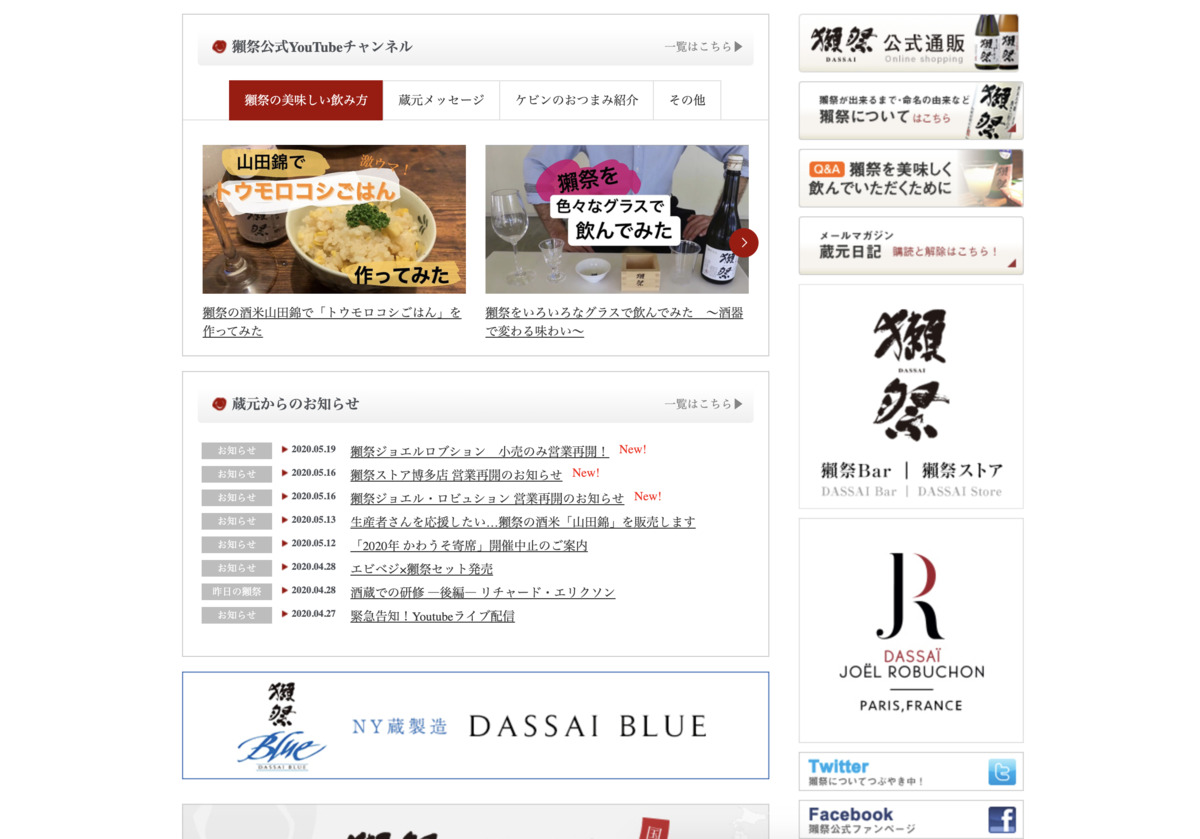 獺祭公式YouTubeチャンネル
一覧はこちら▶
獺祭の美味しい飲み方
蔵元メッセージ
ケビンのおつまみ紹介
その他
山田錦で
激ウマ!
トウモロコシごはん
作ってみた
獺祭を
色々なグラスで
飲んでみた
獺祭の酒米山田錦で「トウモロコシごはん」を
作ってみた
獺祭をいろいろなグラスで飲んでみた　〜酒器
で変わる味わい〜
蔵元からのお知らせ
一覧はこちら▶
お知らせ 2020.05.19 獺祭ジョエルロブション　小売のみ営業再開！ New!
お知らせ 2020.05.16 獺祭ストア博多店 営業再開のお知らせ New!
お知らせ 2020.05.16 獺祭ジョエル・ロビュション 営業再開のお知らせ New!
お知らせ 2020.05.13 生産者さんを応援したい…獺祭の酒米「山田錦」を販売します
お知らせ 2020.05.12 「2020年 かわうそ寄席」開催中止のご案内
お知らせ 2020.04.28 エビベジ×獺祭セット発売
昨日の獺祭 2020.04.28 酒蔵での研修 ―後編― リチャード・エリクソン
お知らせ 2020.04.27 緊急告知！Youtubeライブ配信
獺祭
Blue
DASSAI BLUE
NY蔵製造 DASSAI BLUE
獺祭
国
獺祭
DASSAI
公式通販
Online shopping
獺祭が出来るまで・命名の由来など
獺祭についてはこちら
獺祭
Q&A 獺祭を美味しく
飲んでいただくために
メールマガジン
蔵元日記 購読と解除はこちら！
獺
DASSAI
祭
獺祭Bar | 獺祭ストア
DASSAI Bar | DASSAI Store
JR
DASSAÏ
JOËL ROBUCHON
PARIS,FRANCE
Twitter
獺祭についてつぶやき中！
Facebook
獺祭公式ファンページ